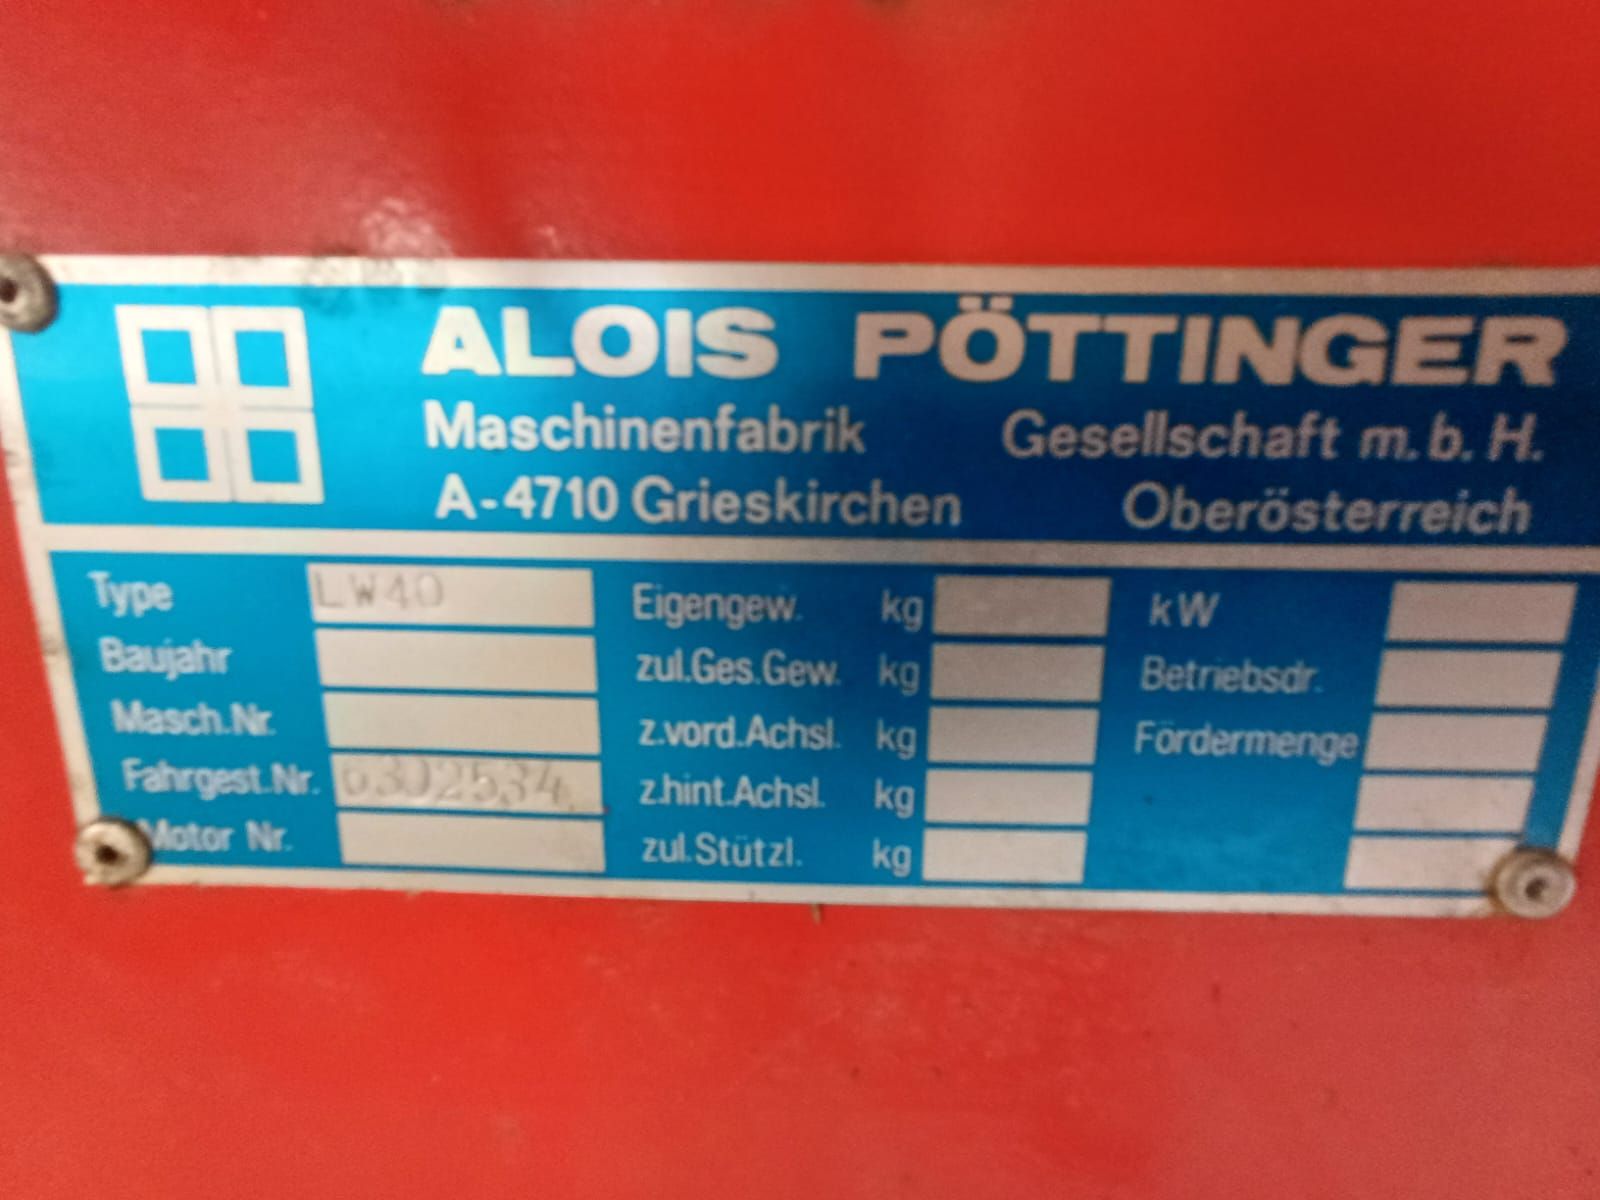 ALOIS PÖTTINGER
Maschinenfabrik Gesellschaft m.b.H.
A-4710 Grieskirchen Oberösterreich
Type LW40 Eigengew. kg kW
Baujahr zul.Ges.Gew. kg Betriebsdr.
Masch.Nr. z.vord.Achsl. kg Fördermenge
Fahrgest.Nr. z.hint.Achsl. kg
Motor Nr. zul.Stützl. kg